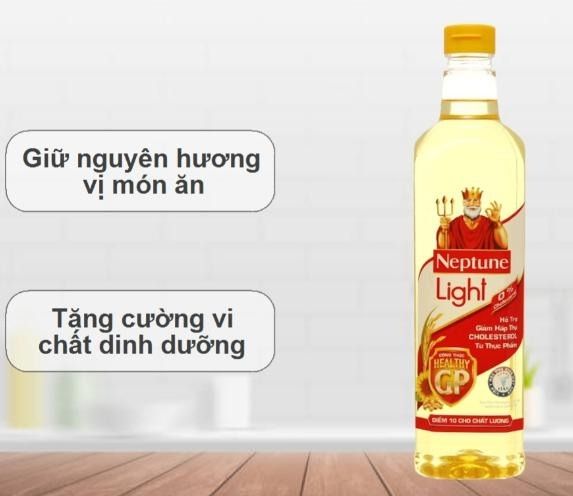 Giữ nguyên hương
vị món ăn
Tăng cường vi
chất dinh dưỡng
Neptune
Light
0%
Cholesterol
Hỗ Trợ
Giảm Hấp Thụ
CHOLESTEROL
Từ Thực Phẩm
CÔNG THỨC
HEALTHY
GP
ĐIỂM 10 CHO CHẤT LƯỢNG